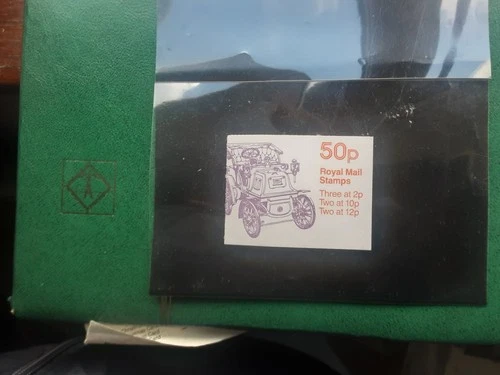 50p
Royal Mail
Stamps
Three at 2p
Two at 10p
Two at 12p